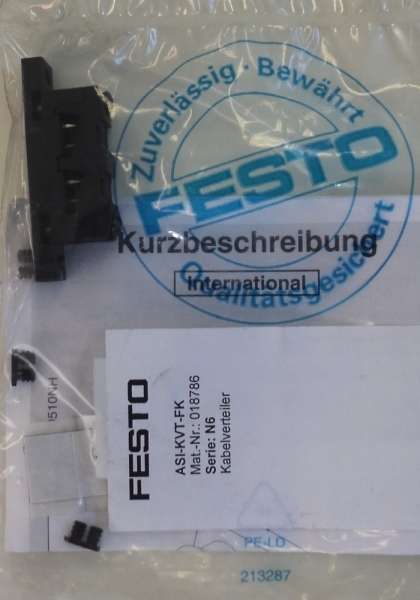 Zuverlässig · Bewährt
FESTO
Qualitätsgesichert
Kurzbeschreibung
international
FESTO
ASI-KVT-FK
Mat.-Nr.: 018786
Serie: N6
Kabelverteiler
PE-LD
213287